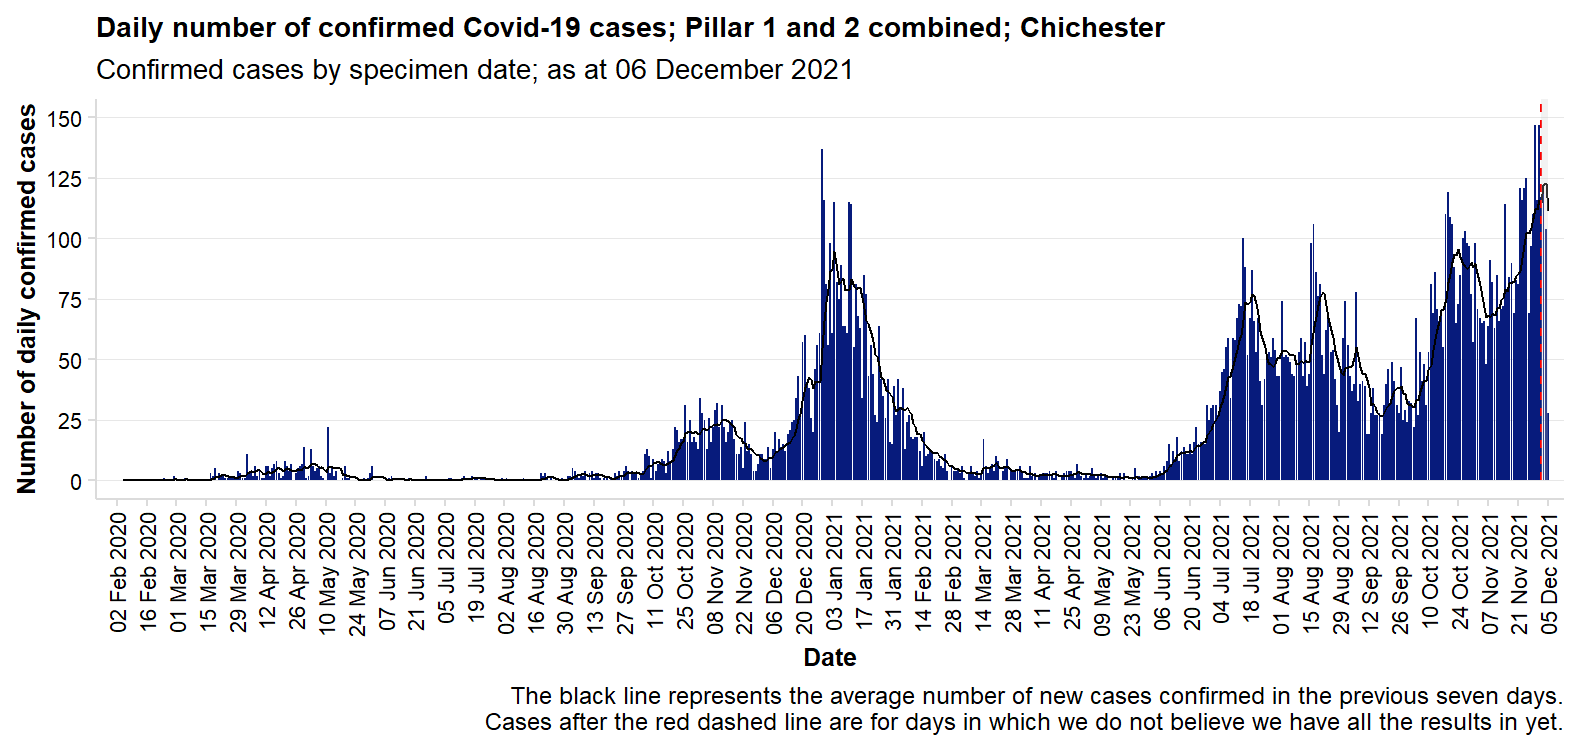 Daily number of confirmed Covid-19 cases; Pillar 1 and 2 combined; Chichester
Confirmed cases by specimen date; as at 06 December 2021
Number of daily confirmed cases
150
125
100
75
50
25
0
02 Feb 2020
16 Feb 2020
01 Mar 2020
15 Mar 2020
29 Mar 2020
12 Apr 2020
26 Apr 2020
10 May 2020
24 May 2020
07 Jun 2020
21 Jun 2020
05 Jul 2020
19 Jul 2020
02 Aug 2020
16 Aug 2020
30 Aug 2020
13 Sep 2020
27 Sep 2020
11 Oct 2020
25 Oct 2020
08 Nov 2020
22 Nov 2020
06 Dec 2020
20 Dec 2020
03 Jan 2021
17 Jan 2021
31 Jan 2021
14 Feb 2021
28 Feb 2021
14 Mar 2021
28 Mar 2021
11 Apr 2021
25 Apr 2021
09 May 2021
23 May 2021
06 Jun 2021
20 Jun 2021
04 Jul 2021
18 Jul 2021
01 Aug 2021
15 Aug 2021
29 Aug 2021
12 Sep 2021
26 Sep 2021
10 Oct 2021
24 Oct 2021
07 Nov 2021
21 Nov 2021
05 Dec 2021
Date
The black line represents the average number of new cases confirmed in the previous seven days.
Cases after the red dashed line are for days in which we do not believe we have all the results in yet.